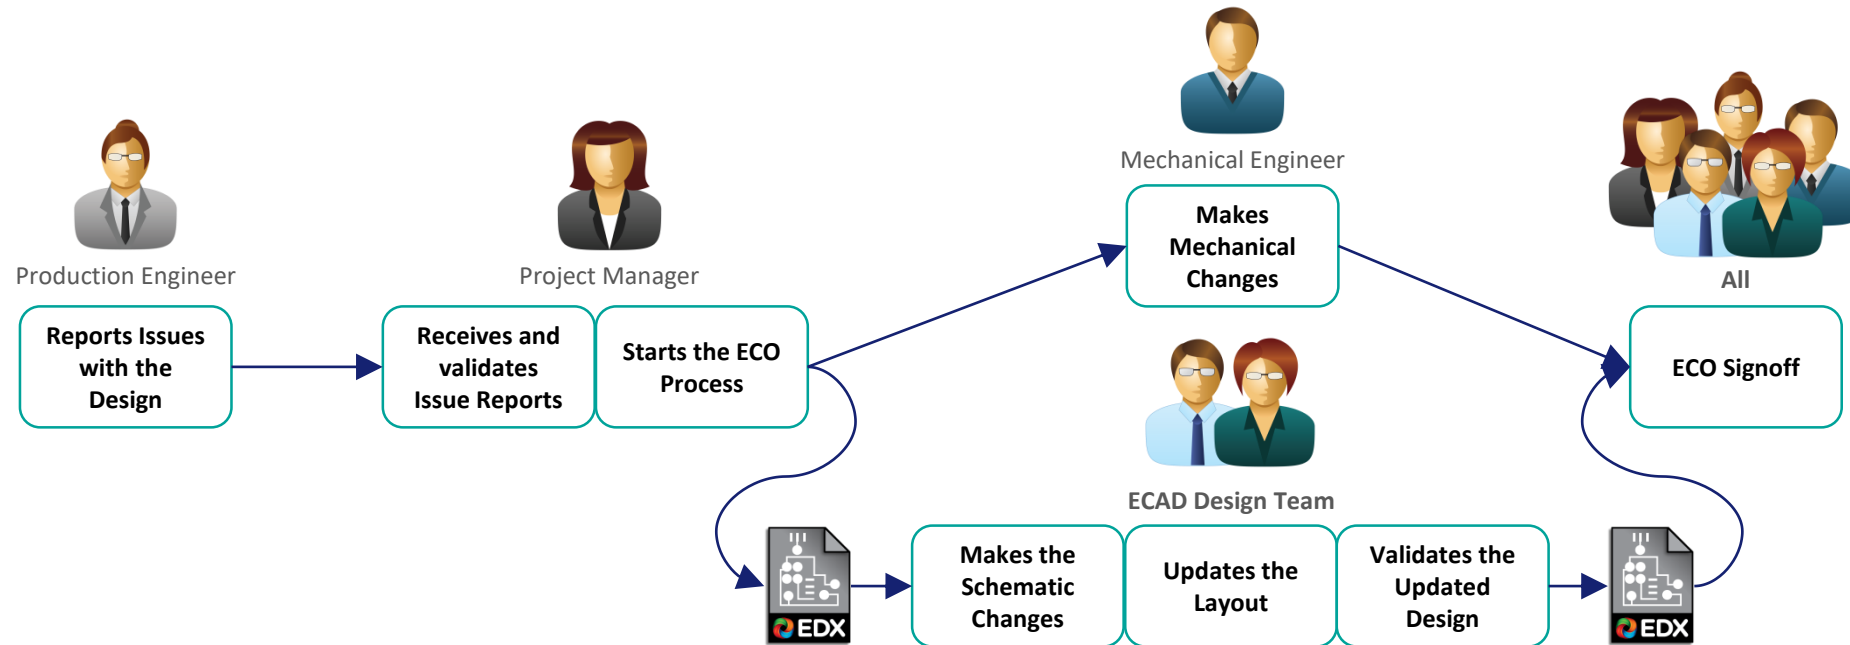 Production Engineer
Reports Issues
with the
Design
Project Manager
Receives and
validates
Issue Reports
Starts the ECO
Process
Mechanical Engineer
Makes
Mechanical
Changes
ECAD Design Team
EDX
Makes the
Schematic
Changes
Updates the
Layout
Validates the
Updated
Design
EDX
All
ECO Signoff